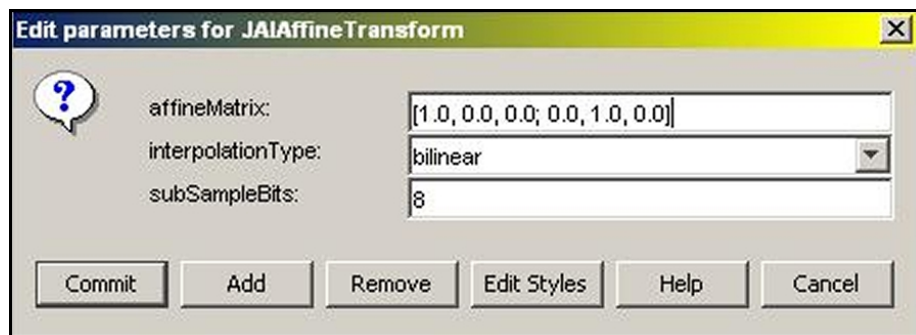 Edit parameters for JAIAffineTransform
affineMatrix: [1.0, 0.0, 0.0; 0.0, 1.0, 0.0]
interpolationType: bilinear
subSampleBits: 8
Commit Add Remove Edit Styles Help Cancel